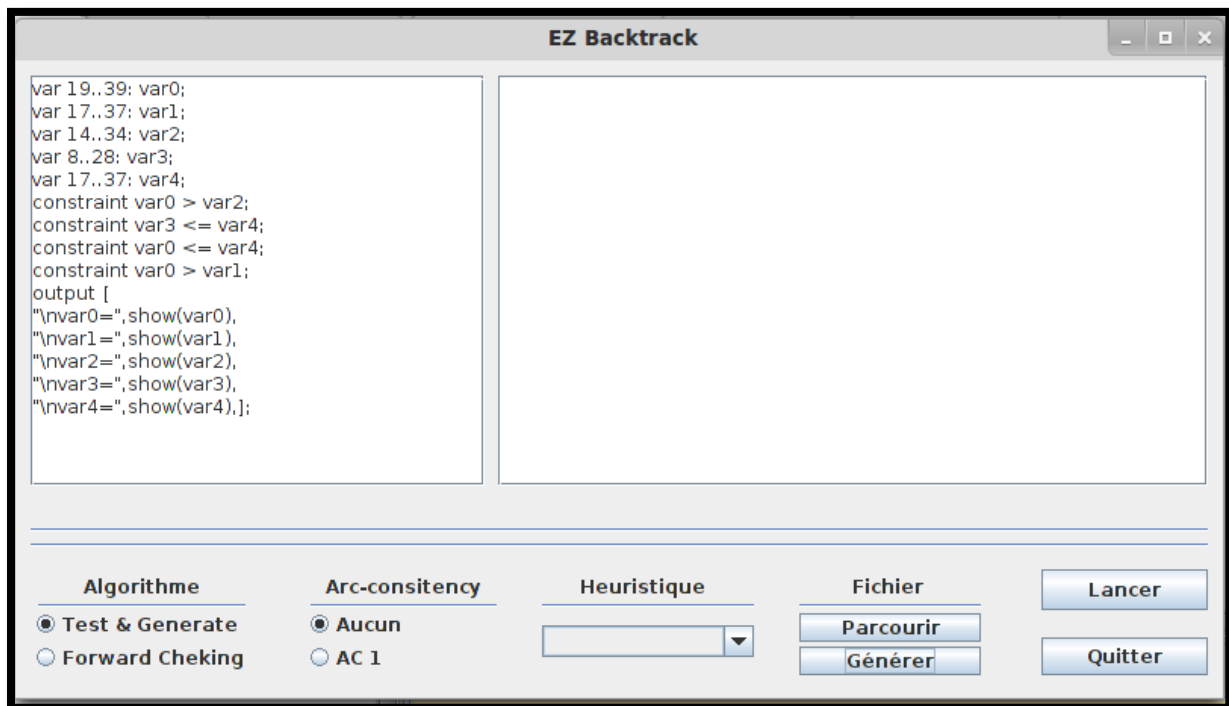 EZ Backtrack
var 19..39: var0;
var 17..37: var1;
var 14..34: var2;
var 8..28: var3;
var 17..37: var4;
constraint var0 > var2;
constraint var3 <= var4;
constraint var0 <= var4;
constraint var0 > var1;
output [
"\nvar0=",show(var0),
"\nvar1=",show(var1),
"\nvar2=",show(var2),
"\nvar3=",show(var3),
"\nvar4=",show(var4),];
Algorithme
Test & Generate
Forward Cheking
Arc-consitency
Aucun
AC 1
Heuristique
Fichier
Parcourir
Générer
Lancer
Quitter